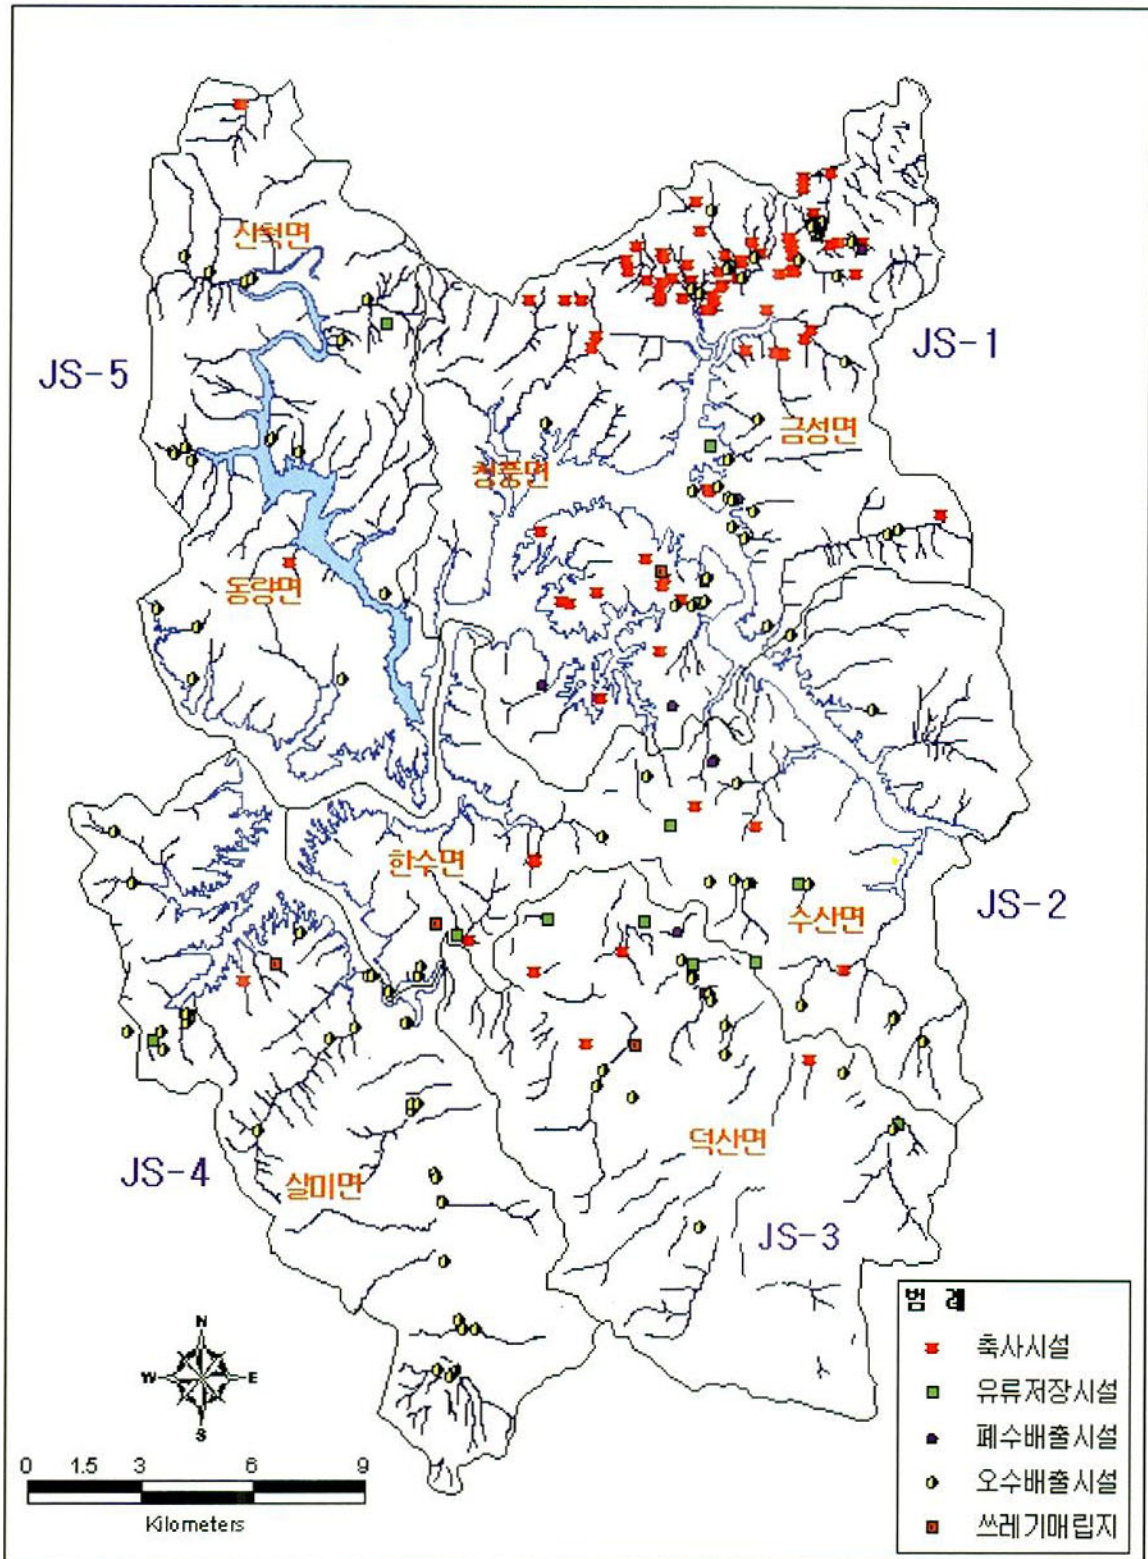 산척면
JS-5
JS-1
금성면
청풍면
동량면
한수면
JS-2
수산면
덕산면
JS-4
살미면
JS-3
N
W E
S
0 1.5 3 6 9
Kilometers
범 례
축사시설
유류저장시설
폐수배출시설
오수배출시설
쓰레기매립지